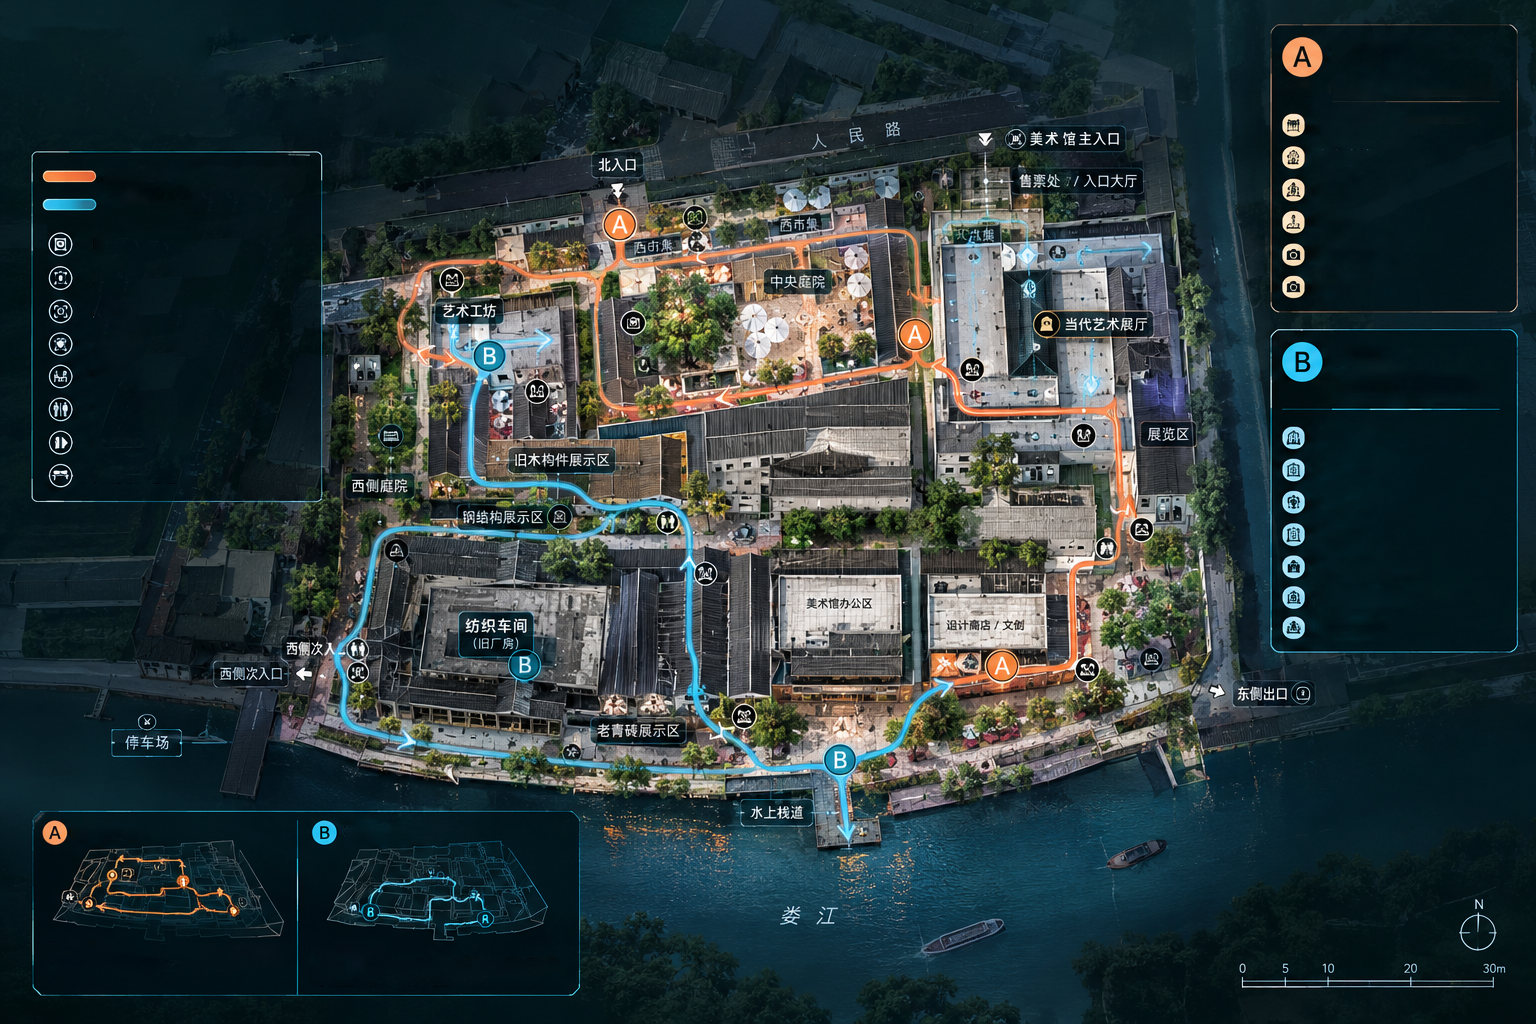 A
人民路
美术馆主入口
北入口
售票处 / 入口大厅
A
西市集
西市集
中央庭院
艺术工坊
当代艺术展厅
A
B
B
展览区
旧木构件展示区
西侧庭院
钢结构展示区
美术馆办公区
纺织车间
(旧厂房)
设计商店 / 文创
B
A
西侧次入
西侧次入口
东侧出口
老青砖展示区
停车场
B
水上栈道
A
B
B
娄江
N
0 5 10 20 30m